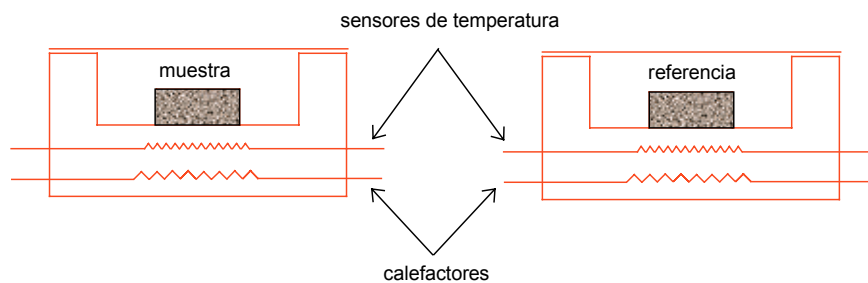 sensores de temperatura
muestra
referencia
calefactores